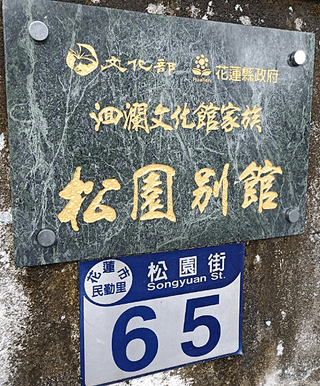 文化部 花蓮縣政府
Hualien
洄瀾文化館家族
松園別館
花蓮市
民勤里
松園街
Songyuan St.
65